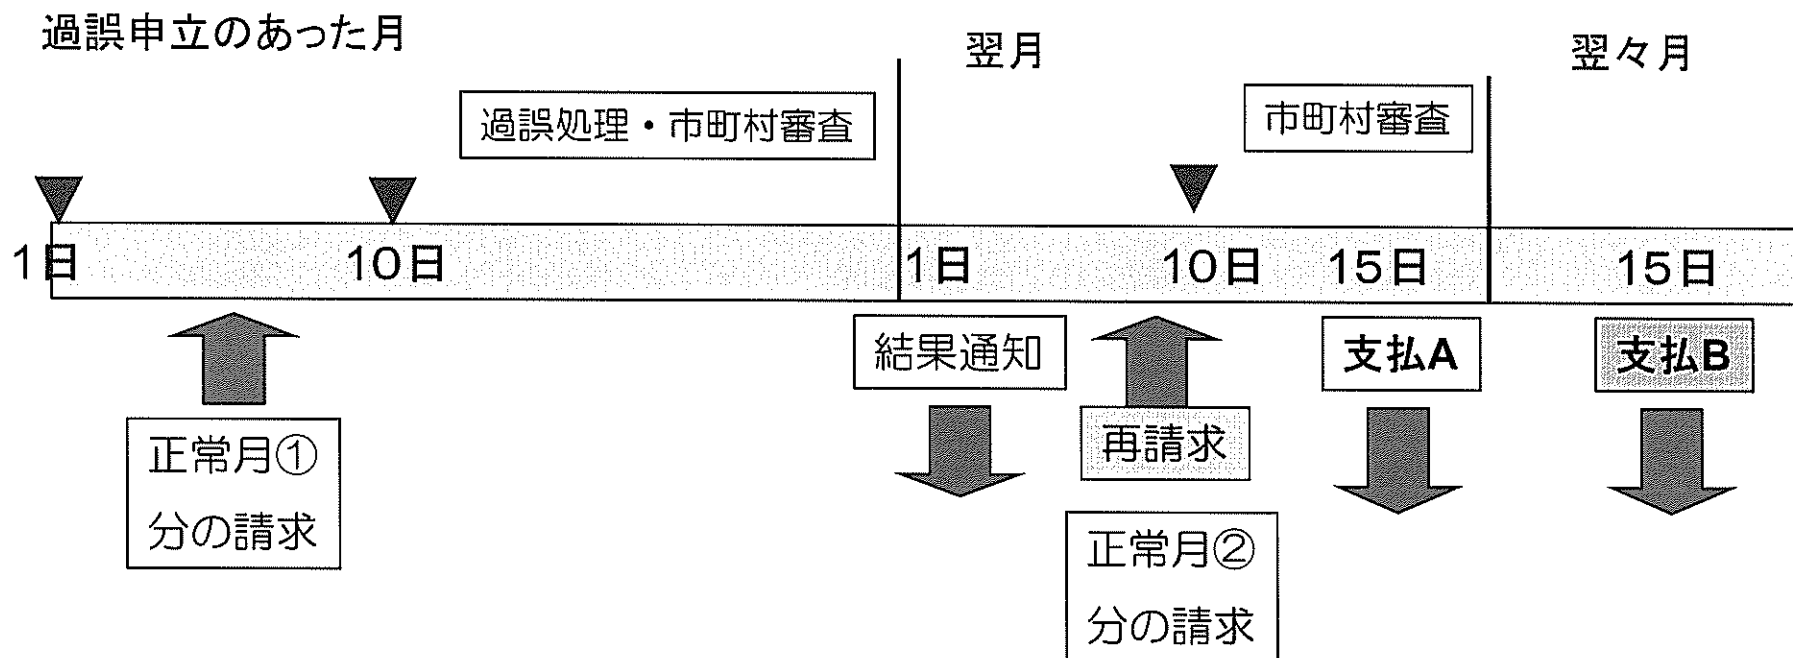 過誤申立のあった月
翌月
翌々月
過誤処理・市町村審査
市町村審査
1日
10日
1日
10日
15日
15日
結果通知
支払A
支払B
再請求
正常月①
分の請求
正常月②
分の請求